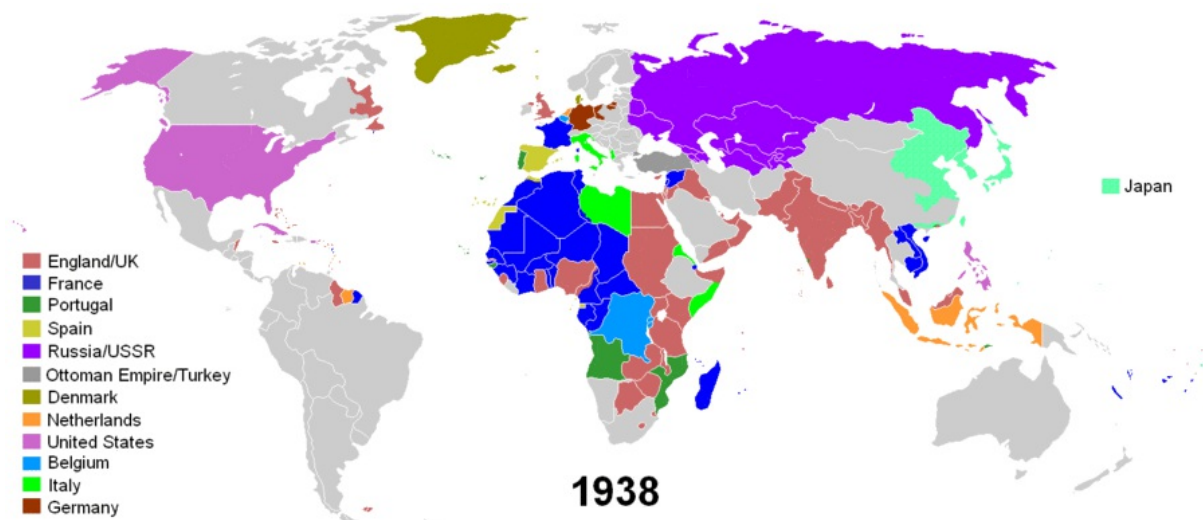 Japan
England/UK
France
Portugal
Spain
Russia/USSR
Ottoman Empire/Turkey
Denmark
Netherlands
United States
Belgium
Italy
Germany
1938